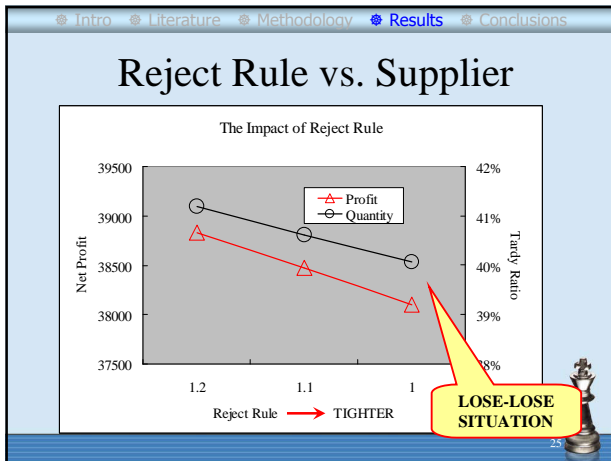 Intro Literature Methodology Results Conclusions
Reject Rule vs. Supplier
The Impact of Reject Rule
39500
39000
38500
38000
37500
Net Profit
Profit
Quantity
42%
41%
40%
39%
38%
Tardy Ratio
1.2 1.1 1
Reject Rule TIGHTER
LOSE-LOSE
SITUATION
25